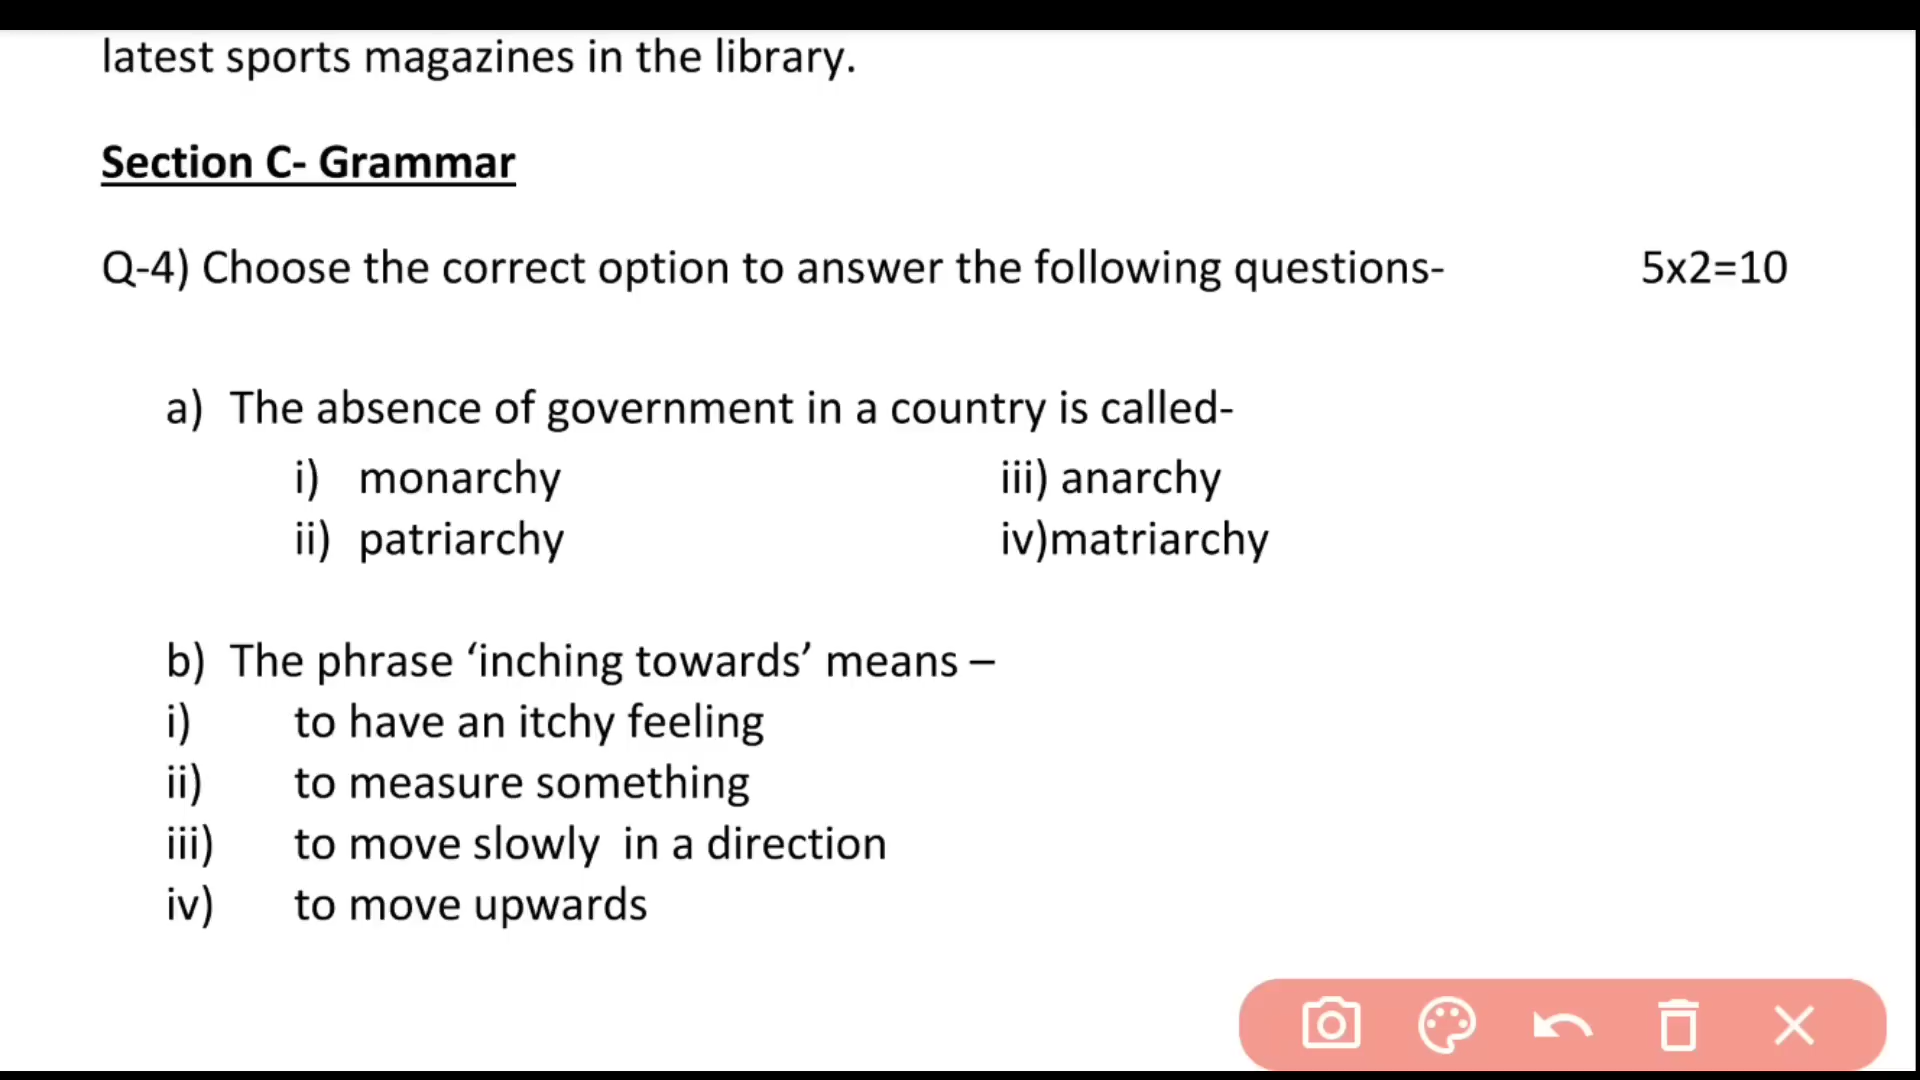 latest sports magazines in the library.
Section C- Grammar
Q-4) Choose the correct option to answer the following questions- 5x2=10
a) The absence of government in a country is called-
i) monarchy iii) anarchy
ii) patriarchy iv)matriarchy
b) The phrase ‘inching towards’ means –
i) to have an itchy feeling
ii) to measure something
iii) to move slowly  in a direction
iv) to move upwards